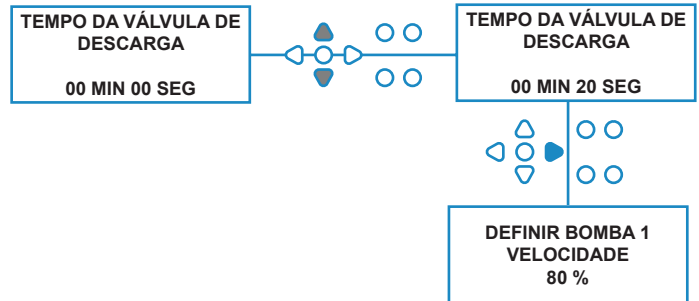 TEMPO DA VÁLVULA DE
DESCARGA
00 MIN 00 SEG
TEMPO DA VÁLVULA DE
DESCARGA
00 MIN 20 SEG
DEFINIR BOMBA 1
VELOCIDADE
80 %